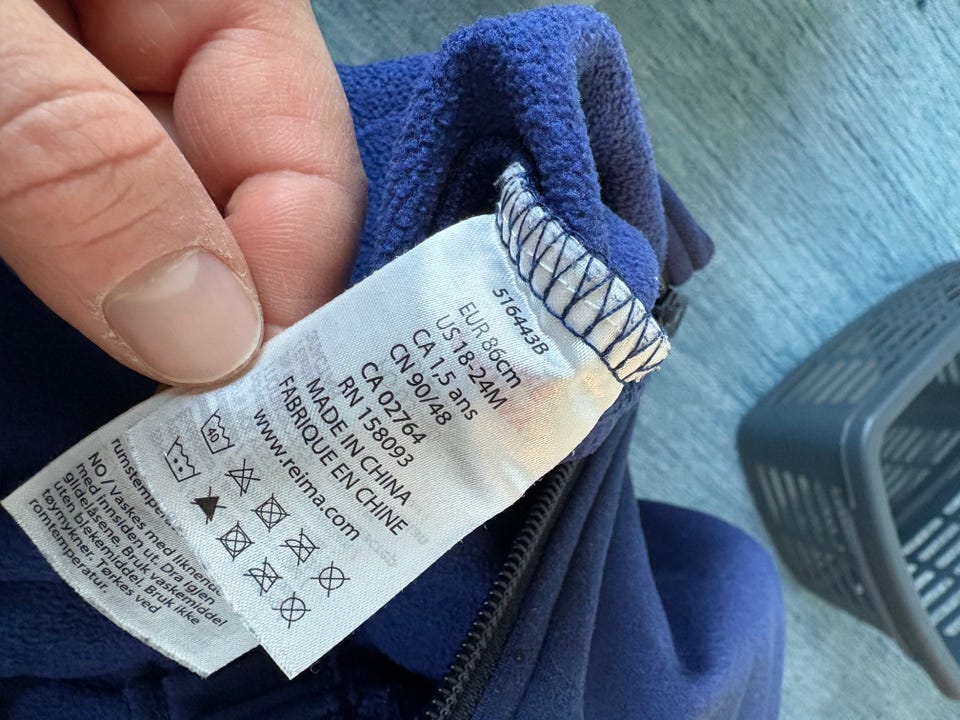 516443B
EUR 86cm
US18-24M
CA 1,5 ans
CN 90/48
CA 02764
RN 158093
MADE IN CHINA
FABRIQUE EN CHINE
www.reima.com
40
No / Vaskes med liknende
med innsiden ut. Dra igjen
glidelåsene. Bruk vaskemiddel
uten blekemiddel. Bruk ikke
tøymykner. Tørkes ved
romtemperatur.